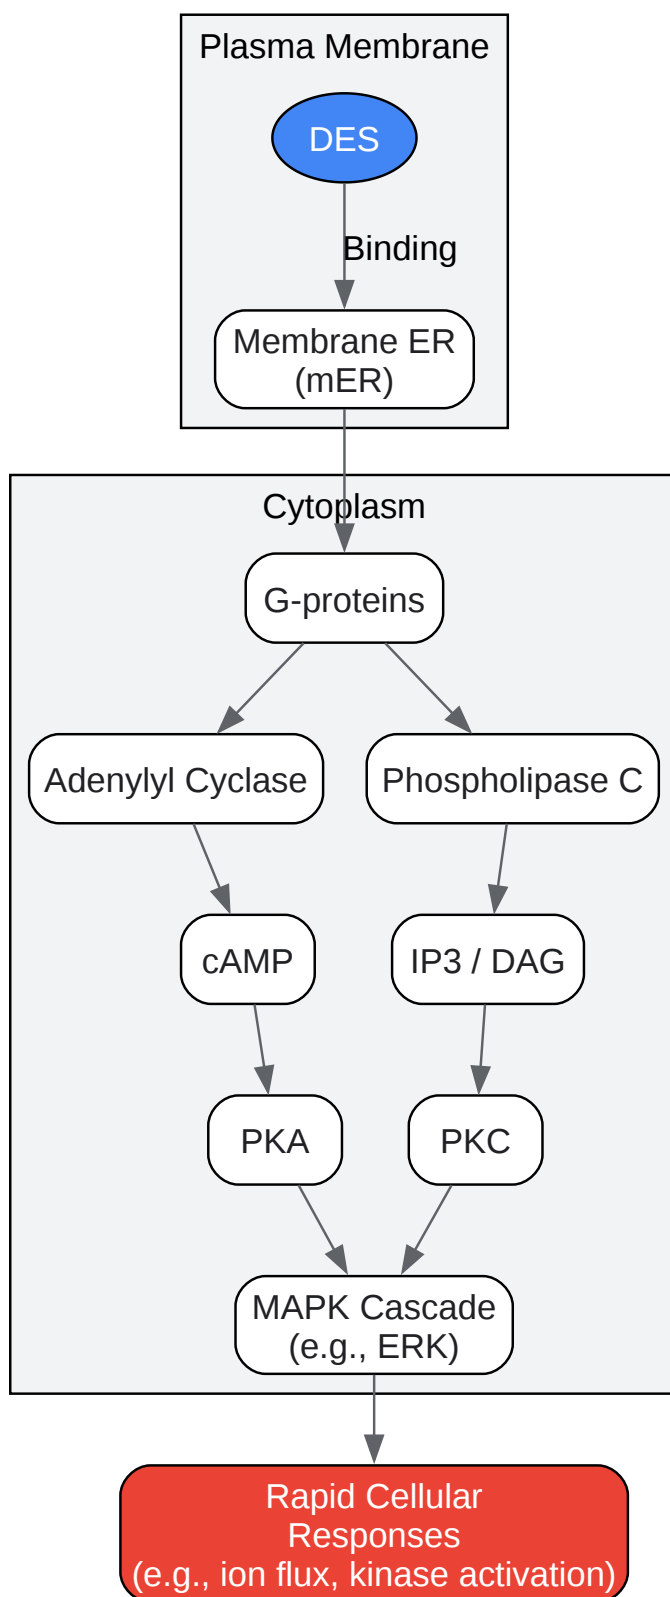 Plasma Membrane
DES
Binding
Membrane ER
(mER)
Cytoplasm
G-proteins
Adenylyl Cyclase
Phospholipase C
cAMP
IP3 / DAG
PKA
PKC
MAPK Cascade
(e.g., ERK)
Rapid Cellular
Responses
(e.g., ion flux, kinase activation)